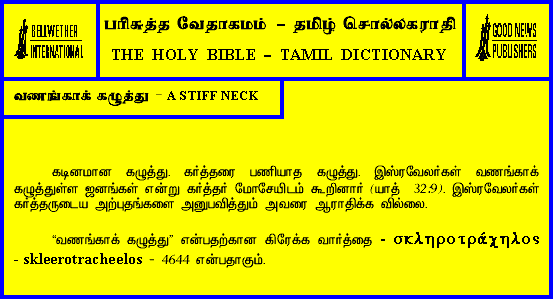 BELLWETHER
INTERNATIONAL
பரிசுத்த வேதாகமம் – தமிழ் சொல்லகராதி
THE HOLY BIBLE – TAMIL DICTIONARY
GOOD NEWS
PUBLISHERS
வணங்காக் கழுத்து – A STIFF NECK
கடினமான கழுத்து. கர்த்தரை பணியாத கழுத்து. இஸ்ரவேலர்கள் வணங்காக்
கழுத்துள்ள ஜனங்கள் என்று கர்த்தர் மோசேயிடம் கூறினார் (யாத் 32:9). இஸ்ரவேலர்கள்
கர்த்தருடைய அற்புதங்களை அனுபவித்தும் அவரை ஆராதிக்க வில்லை.
“வணங்காக் கழுத்து” என்பதற்கான கிரேக்க வார்த்தை - σκληροτράχηλος
- skleerotracheelos – 4644 என்பதாகும்.